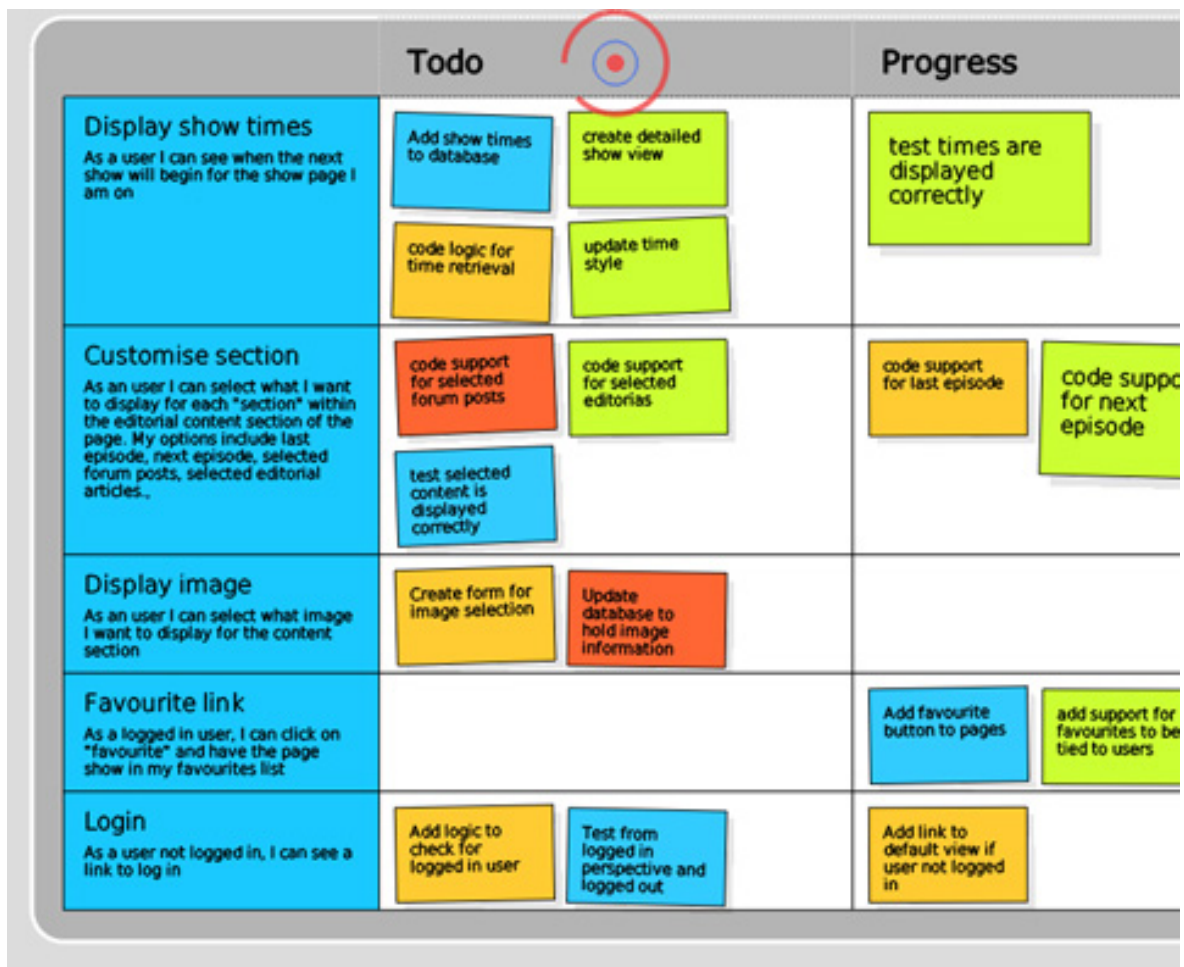 Todo
Progress
Display show times
As a user I can see when the next
show will begin for the show page I
am on
Add show times
to database
create detailed
show view
code logic for
time retrieval
update time
style
test times are
displayed
correctly
Customise section
As an user I can select what I want
to display for each "section" within
the editorial content section of the
page. My options include last
episode, next episode, selected
forum posts, selected editorial
articles.,
code support
for selected
forum posts
code support
for selected
editorias
test selected
content is
displayed
correctly
code support
for last episode
code
for next
episode
Display image
As an user I can select what image
I want to display for the content
section
Create form for
image selection
Update
database to
hold image
information
Favourite link
As a logged in user, I can click on
"favourite" and have the page
show in my favourites list
Add favourite
button to pages
add support for
favourites to be
tied to users
Login
As a user not logged in, I can see a
link to log in
Add logic to
check for
logged in user
Test from
logged in
perspective and
logged out
Add link to
default view if
user not logged
in